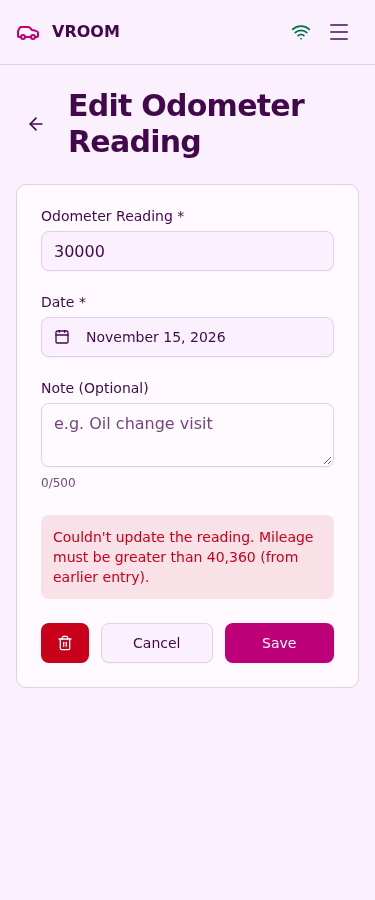 VROOM
Edit Odometer
Reading
Odometer Reading *
30000
Date *
November 15, 2026
Note (Optional)
e.g. Oil change visit
0/500
Couldn't update the reading. Mileage
must be greater than 40,360 (from
earlier entry).
Cancel
Save